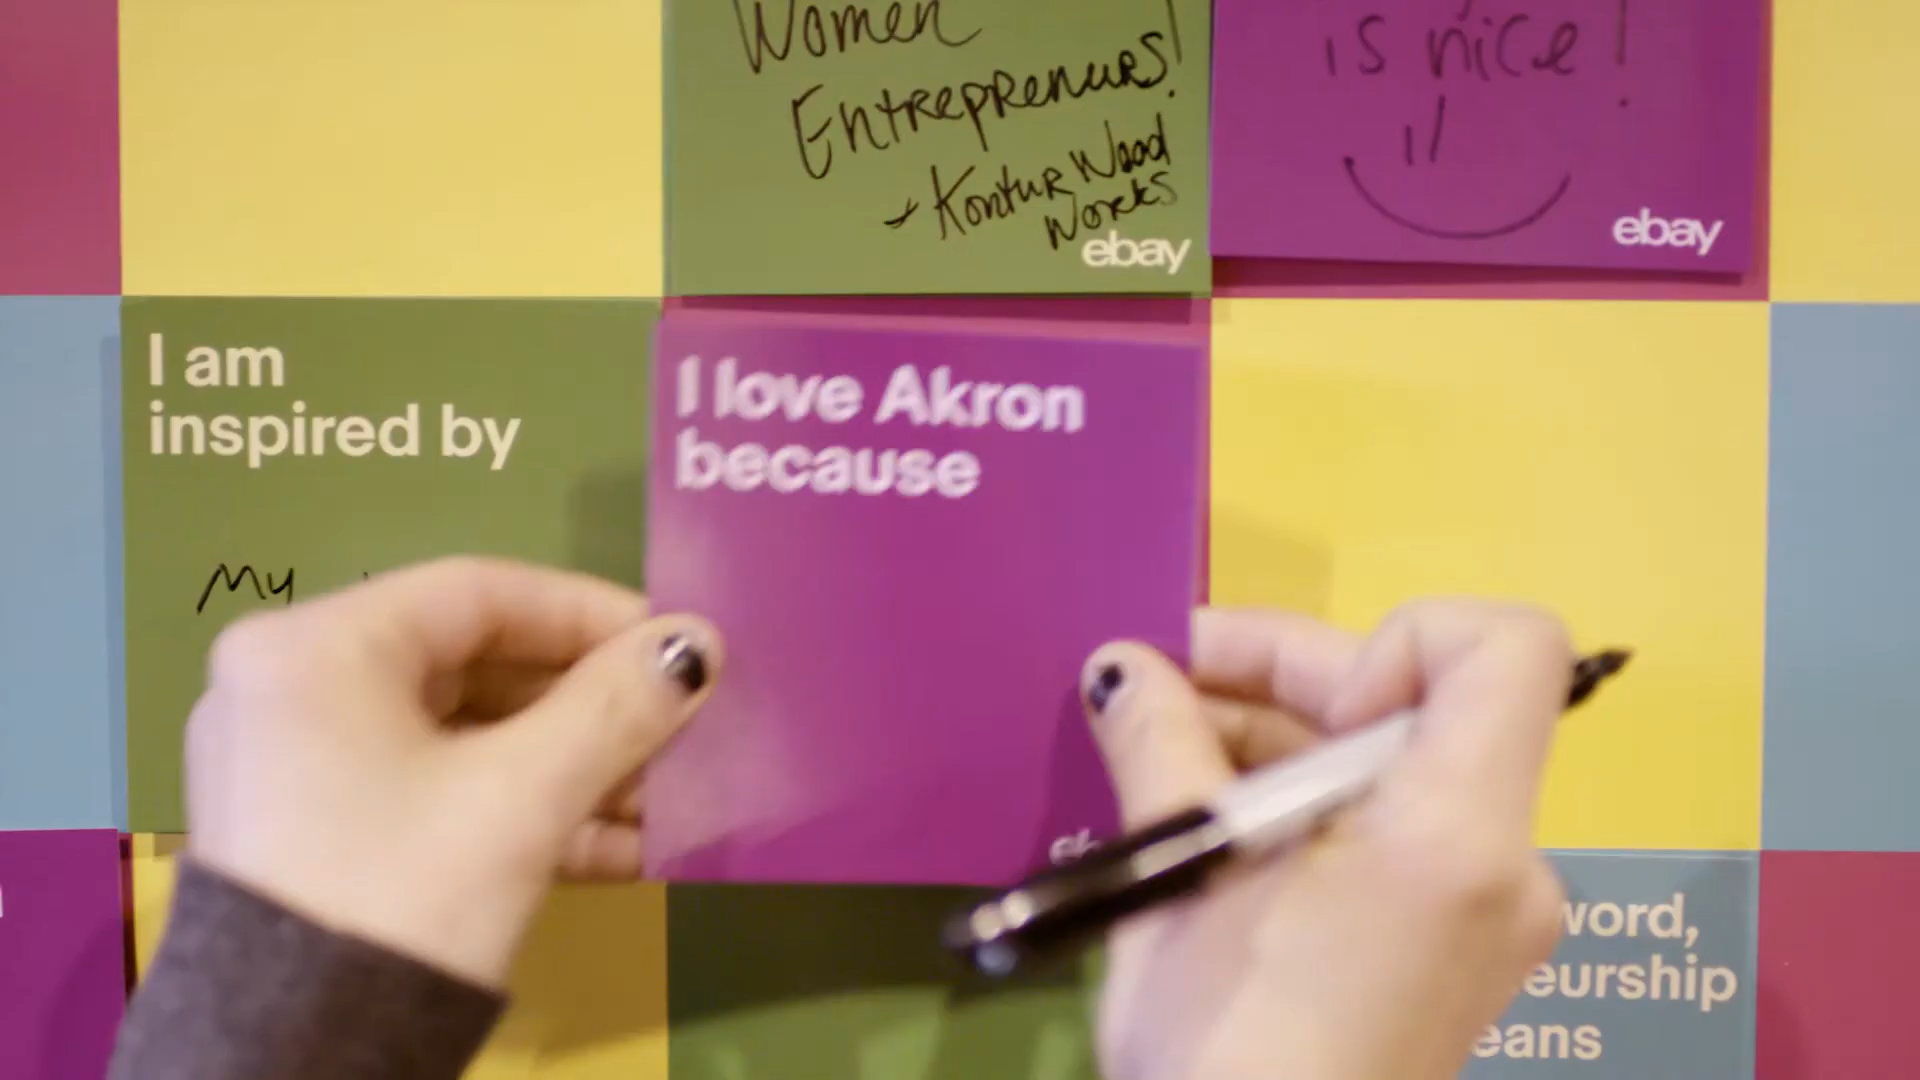 Women
Entreprenurs!
- Kontur Wood
Works
ebay
is nice!
ebay
I am
inspired by
My
I love Akron
because
word,
eurship
eans